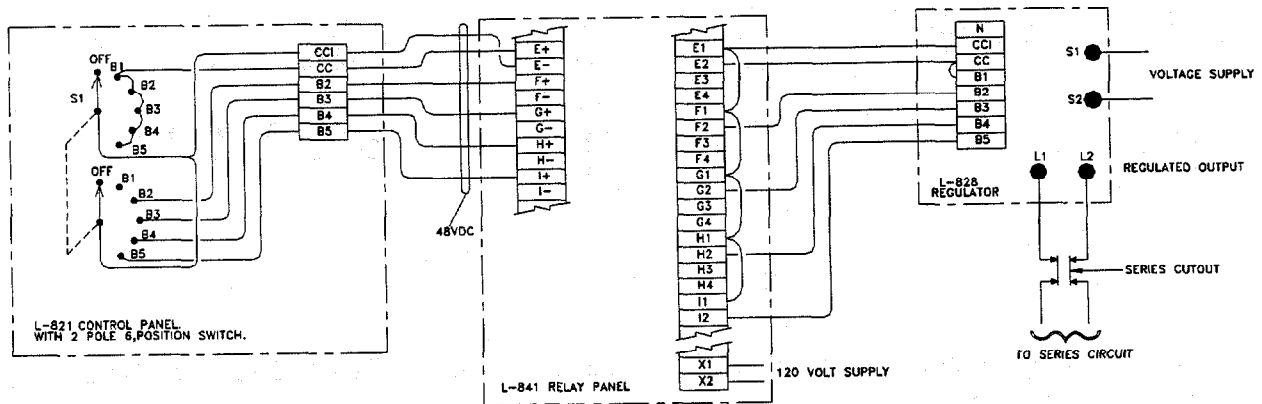 OFF
B1
B2
S1
B3
B4
B5
OFF
B1
B2
B3
B4
B5
CCI
CC
B2
B3
B4
B5
L-821 CONTROL PANEL.
WITH 2 POLE 6,POSITION SWITCH.
48VDC
E+
E-
F+
F-
G+
G-
H+
H-
I+
I-
L-841 RELAY PANEL
E1
E2
E3
E4
F1
F2
F3
F4
G1
G2
G3
G4
H1
H2
H3
H4
I1
I2
X1
X2
120 VOLT SUPPLY
N
CCI
CC
B1
B2
B3
B4
B5
S1
S2
VOLTAGE SUPPLY
L1
L2
REGULATED OUTPUT
L-828
REGULATOR
SERIES CUTOUT
TO SERIES CIRCUIT